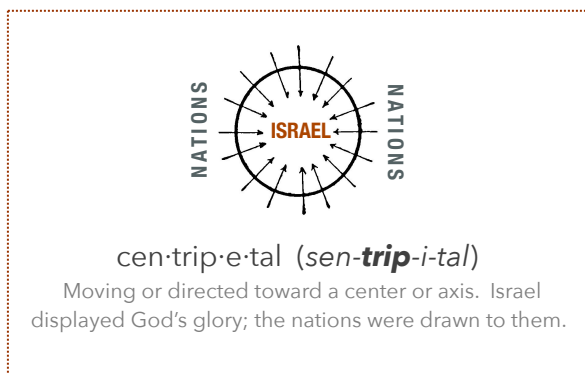 NATIONS
ISRAEL
NATIONS
cen·trip·e·tal (sen-trip-i-tal)
Moving or directed toward a center or axis. Israel
displayed God’s glory; the nations were drawn to them.